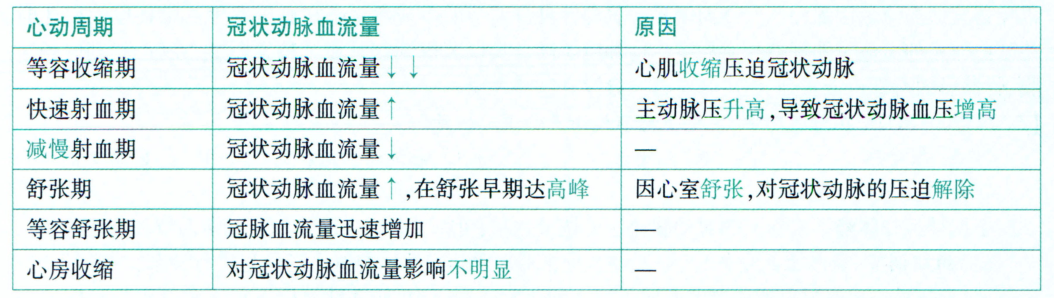 心动周期 冠状动脉血流量 原因
等容收缩期 冠状动脉血流量↓↓ 心肌收缩压迫冠状动脉
快速射血期 冠状动脉血流量↑ 主动脉压升高,导致冠状动脉血压增高
减慢射血期 冠状动脉血流量↓ —
舒张期 冠状动脉血流量↑,在舒张早期达高峰 因心室舒张,对冠状动脉的压迫解除
等容舒张期 冠脉血流量迅速增加 —
心房收缩 对冠状动脉血流量影响不明显 —